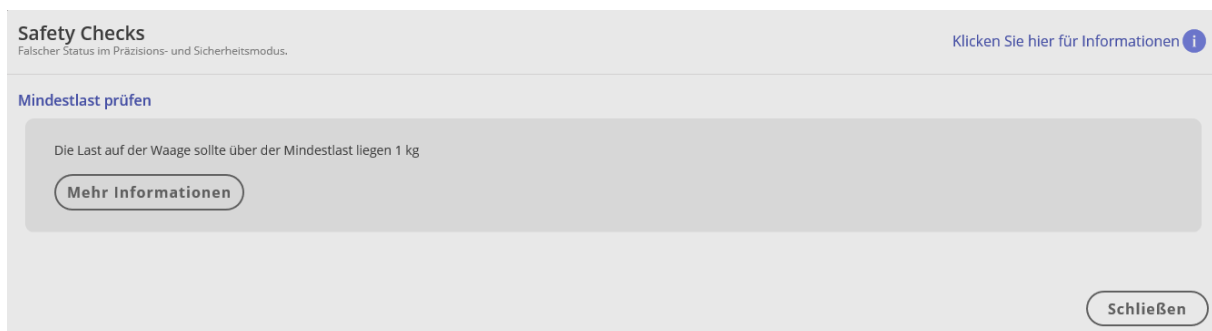 Safety Checks
Falscher Status im Präzisions- und Sicherheitsmodus.
Klicken Sie hier für Informationen i
Mindestlast prüfen
Die Last auf der Waage sollte über der Mindestlast liegen 1 kg
Mehr Informationen
Schließen